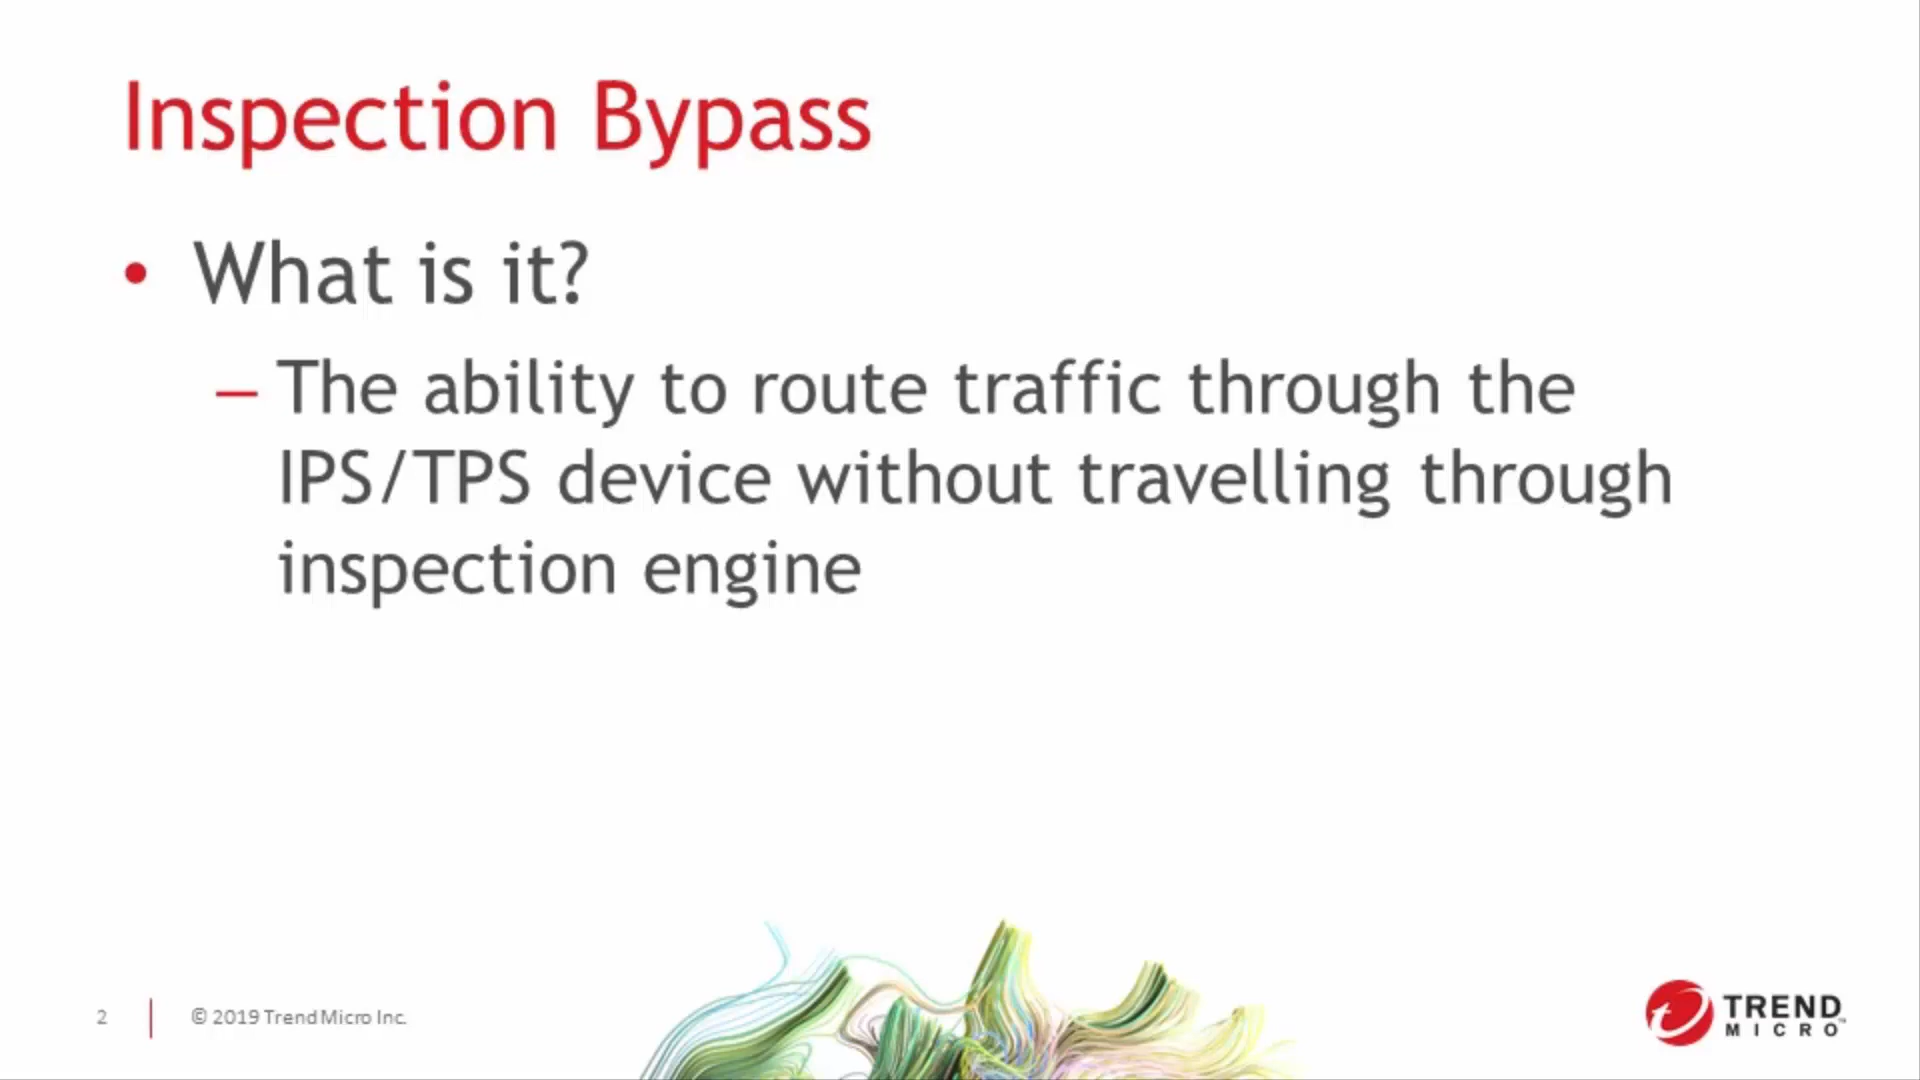 Inspection Bypass
• What is it?
– The ability to route traffic through the
IPS/TPS device without travelling through
inspection engine
2
© 2019 Trend Micro Inc.
TREND
MICRO™